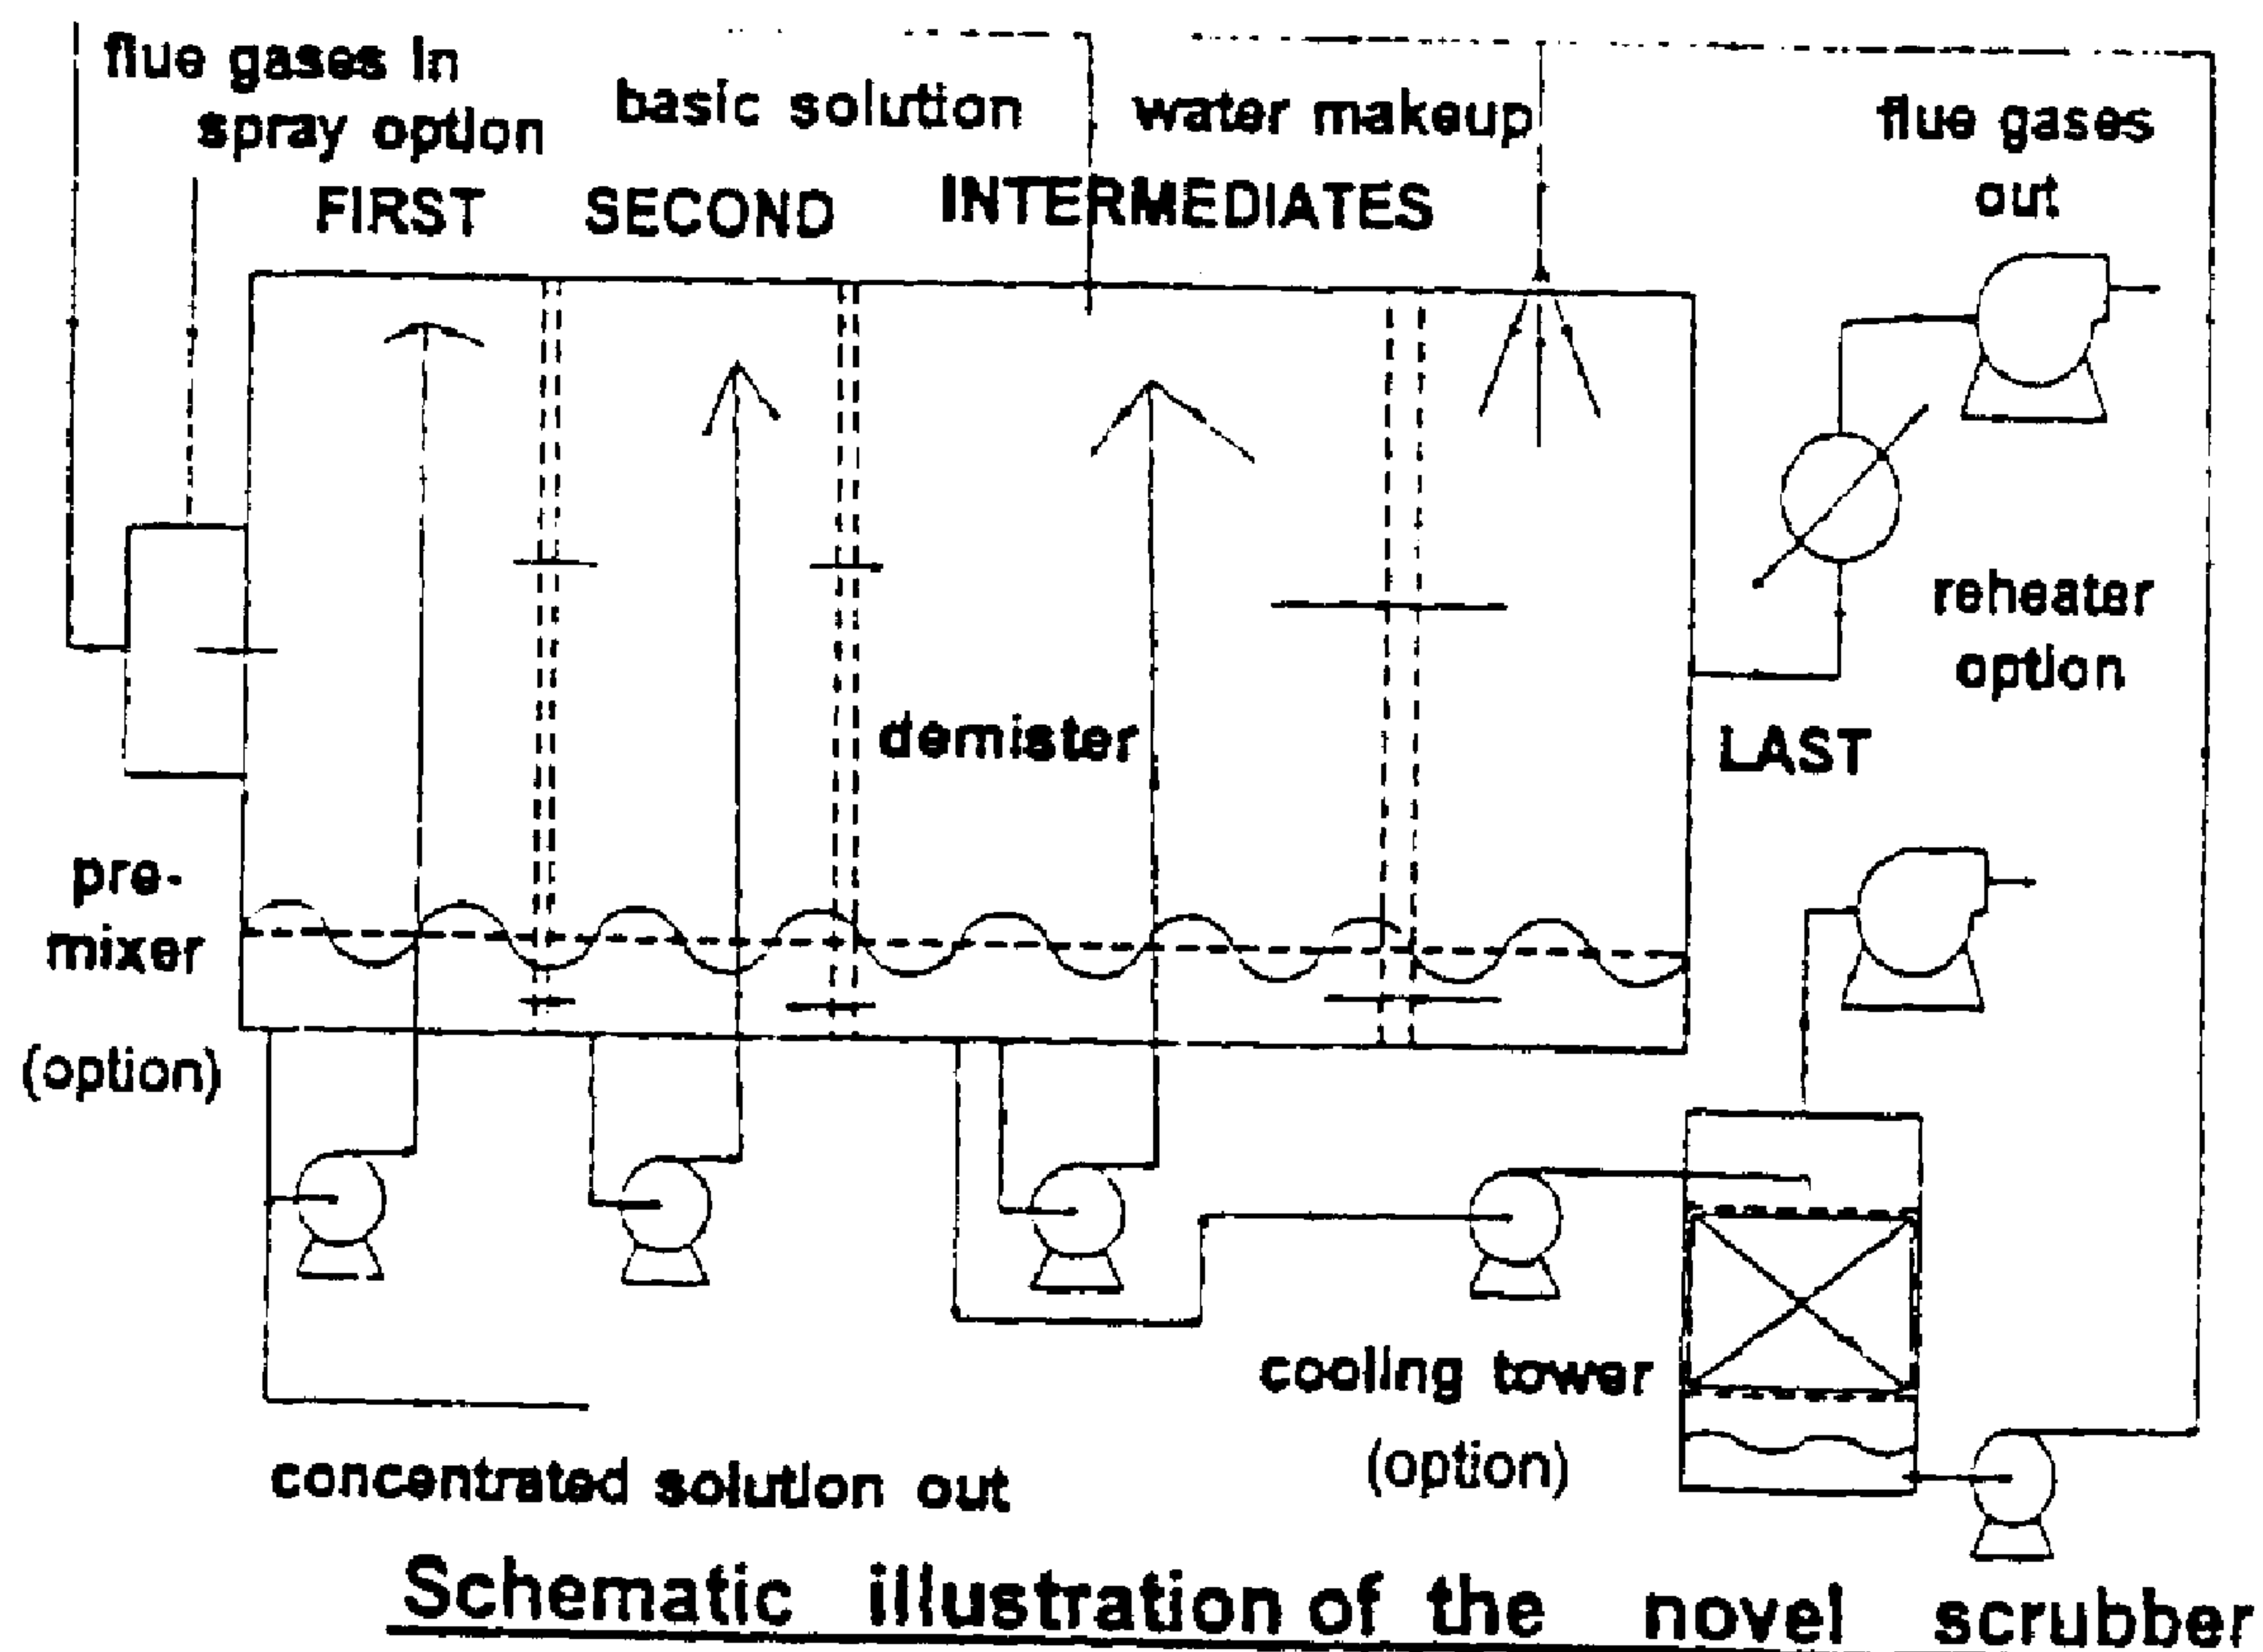 flue gases in
spray option
basic solution
water makeup
flue gases
out
FIRST
SECOND
INTERMEDIATES
reheater
option
demister
LAST
pre-
mixer
(option)
cooling tower
(option)
concentrated solution out
Schematic illustration of the novel scrubber